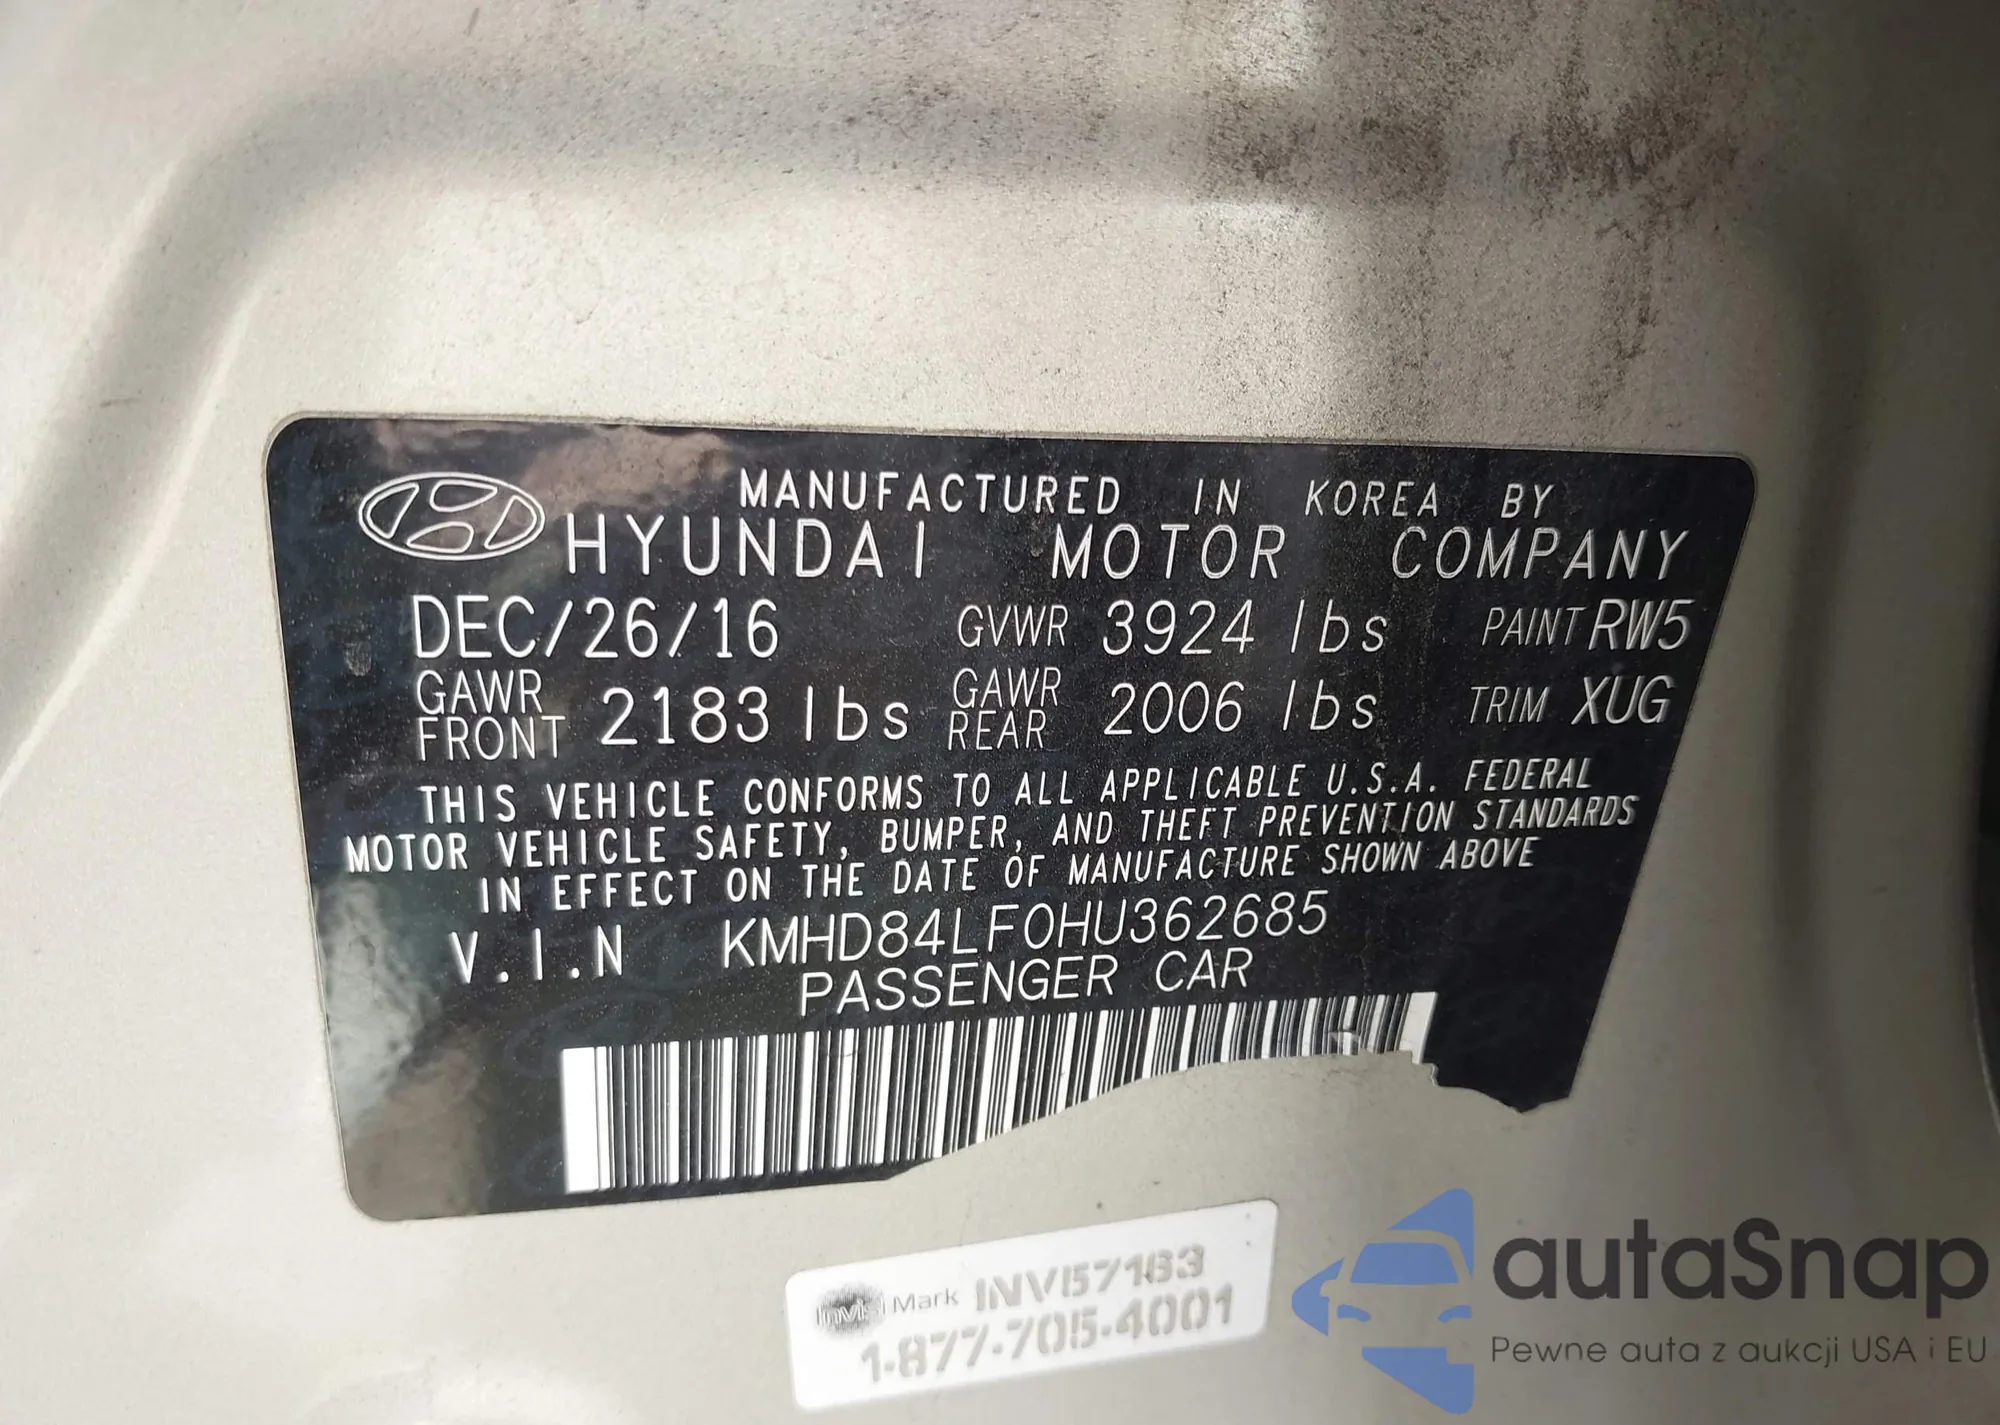 MANUFACTURED IN KOREA BY
HYUNDAI MOTOR COMPANY
DEC/26/16 GVWR 3924 lbs PAINT RW5
GAWR FRONT 2183 lbs GAWR REAR 2006 lbs TRIM XUG
THIS VEHICLE CONFORMS TO ALL APPLICABLE U.S.A. FEDERAL
MOTOR VEHICLE SAFETY, BUMPER, AND THEFT PREVENTION STANDARDS
IN EFFECT ON THE DATE OF MANUFACTURE SHOWN ABOVE
V.I.N KMHD84LF0HU362685
PASSENGER CAR
InvisiMark INV57163
1-877-705-4001
autaSnap
Pewne auta z aukcji USA i EU